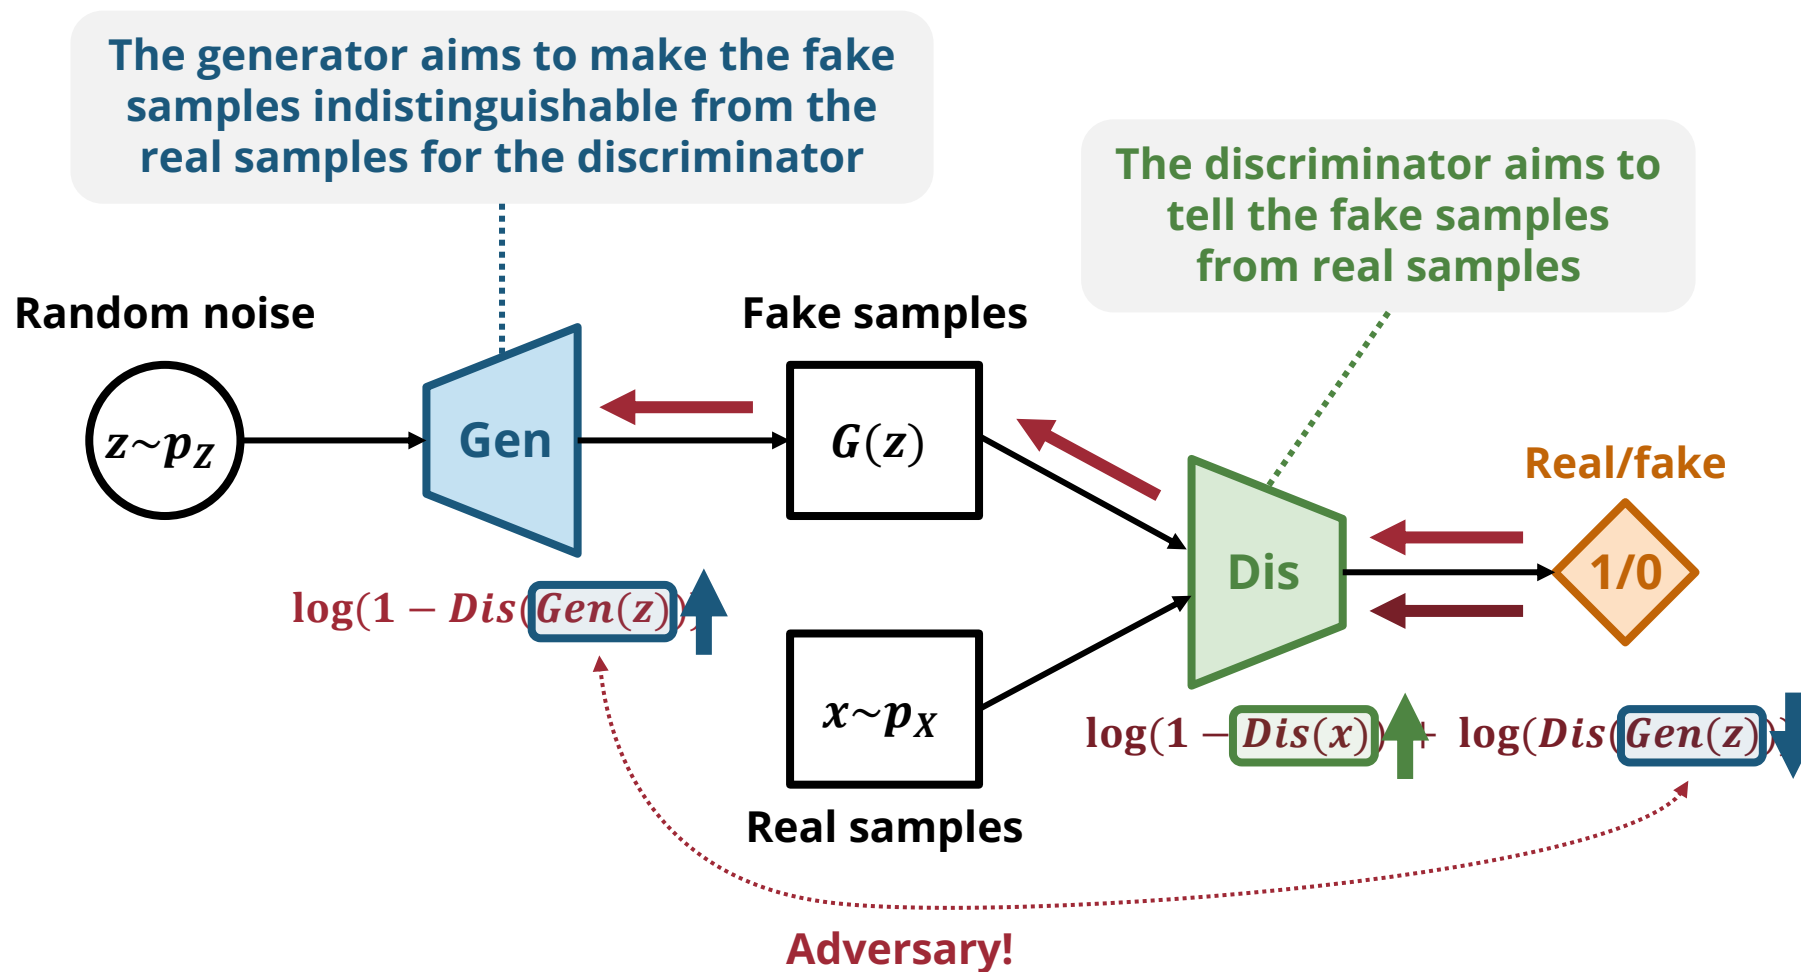 The generator aims to make the fake
samples indistinguishable from the
real samples for the discriminator
The discriminator aims to
tell the fake samples
from real samples
Random noise
Fake samples
z~p_Z
Gen
G(z)
Real/fake
Dis
1/0
log(1 − Dis(Gen(z))
x~p_X
log(1 − Dis(x)) + log(Dis(Gen(z))
Real samples
Adversary!